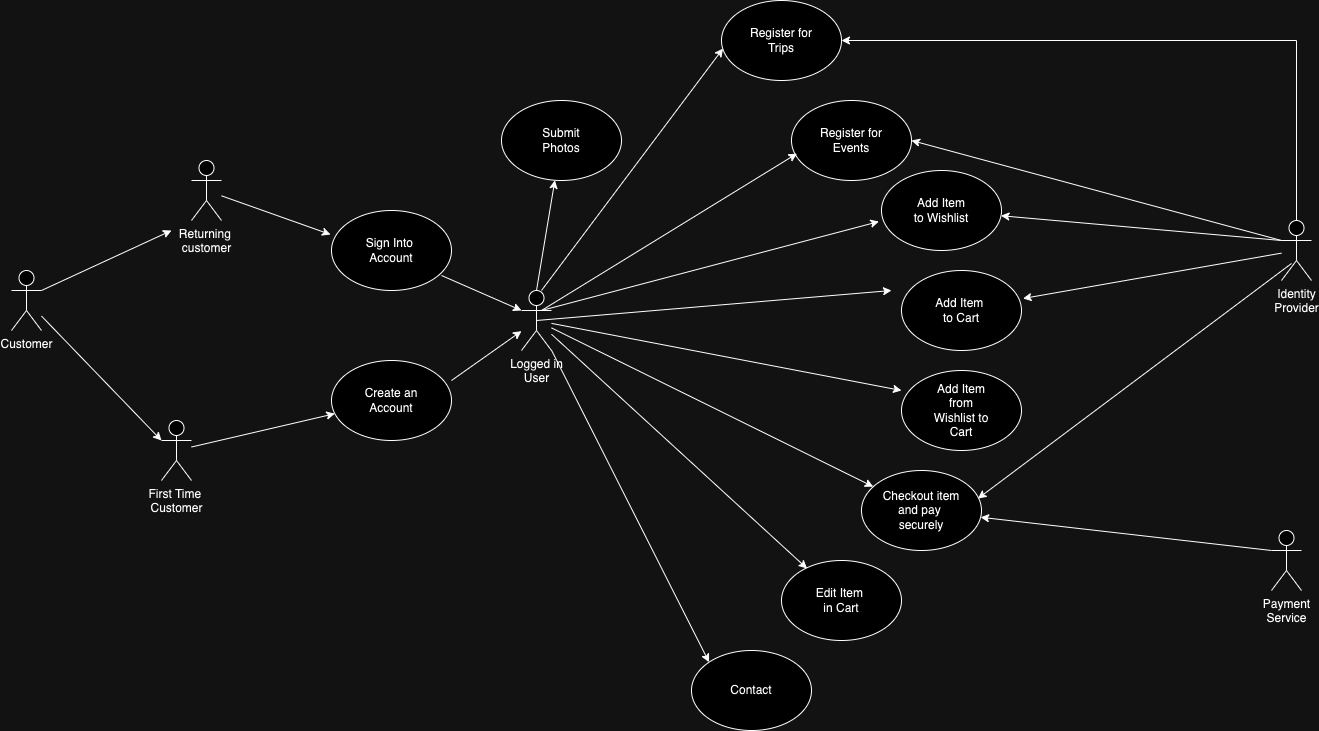 Register for
Trips
Submit
Photos
Register for
Events
Returning
customer
Add Item
to Wishlist
Sign Into
Account
Identity
Provider
Customer
Add Item
to Cart
Logged in
User
Create an
Account
Add Item
from
Wishlist to
Cart
First Time
Customer
Checkout item
and pay
securely
Edit Item
in Cart
Payment
Service
Contact